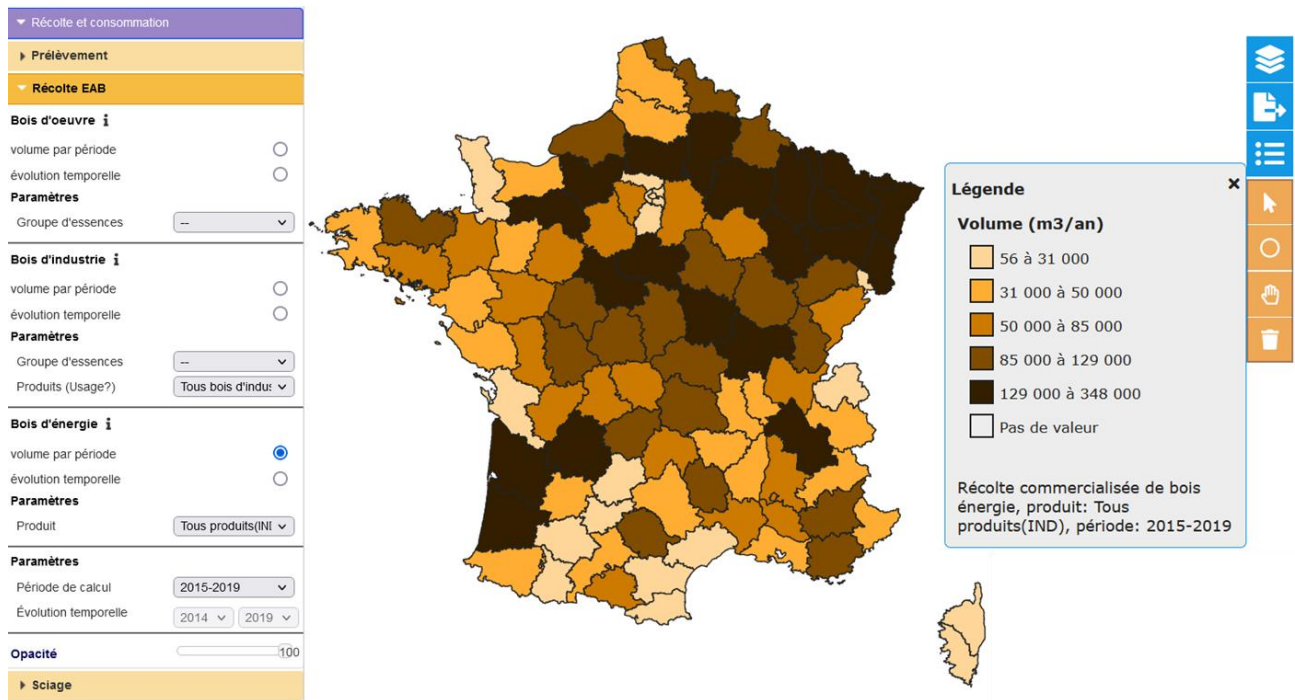 Récolte et consommation
Prélèvement
Récolte EAB
Bois d'oeuvre i
volume par période
évolution temporelle
Paramètres
Groupe d'essences --
Bois d'industrie i
volume par période
évolution temporelle
Paramètres
Groupe d'essences --
Produits (Usage?) Tous bois d'indus
Bois d'énergie i
volume par période
évolution temporelle
Paramètres
Produit Tous produits(INI
Paramètres
Période de calcul 2015-2019
Évolution temporelle 2014 2019
Opacité 100
Sciage
Légende ×
Volume (m3/an)
56 à 31 000
31 000 à 50 000
50 000 à 85 000
85 000 à 129 000
129 000 à 348 000
Pas de valeur
Récolte commercialisée de bois
énergie, produit: Tous
produits(IND), période: 2015-2019